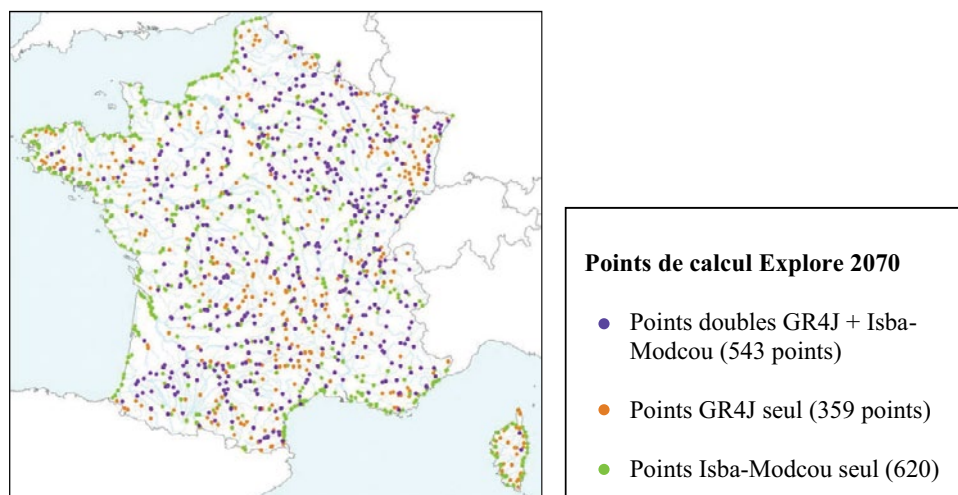 Points de calcul Explore 2070
Points doubles GR4J + Isba-
Modcou (543 points)
Points GR4J seul (359 points)
Points Isba-Modcou seul (620)